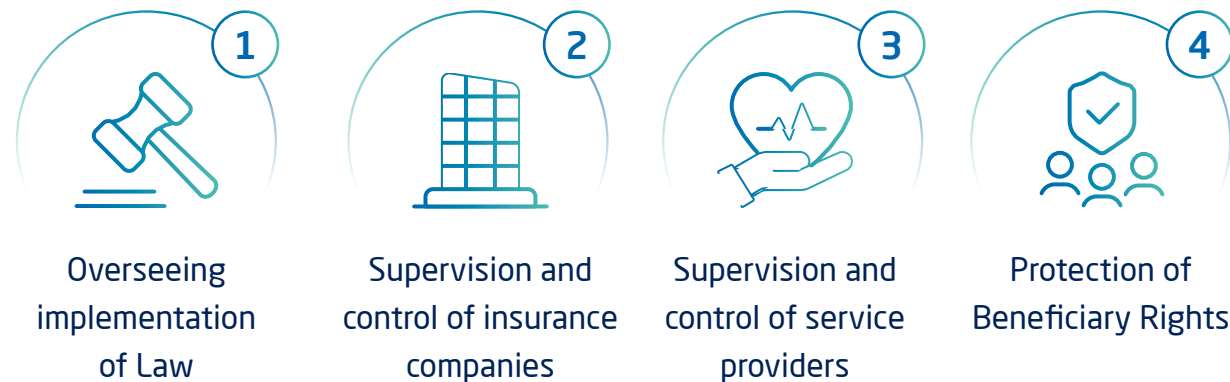 1
Overseeing
implementation
of Law
2
Supervision and
control of insurance
companies
3
Supervision and
control of service
providers
4
Protection of
Beneficiary Rights